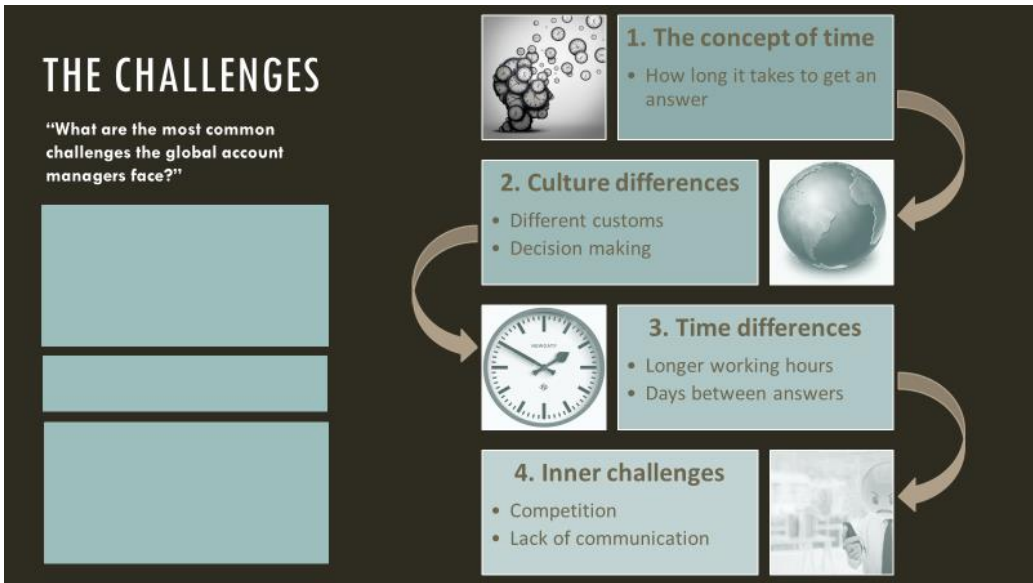 THE CHALLENGES
“What are the most common
challenges the global account
managers face?”
1. The concept of time
• How long it takes to get an
answer
2. Culture differences
• Different customs
• Decision making
3. Time differences
• Longer working hours
• Days between answers
4. Inner challenges
• Competition
• Lack of communication